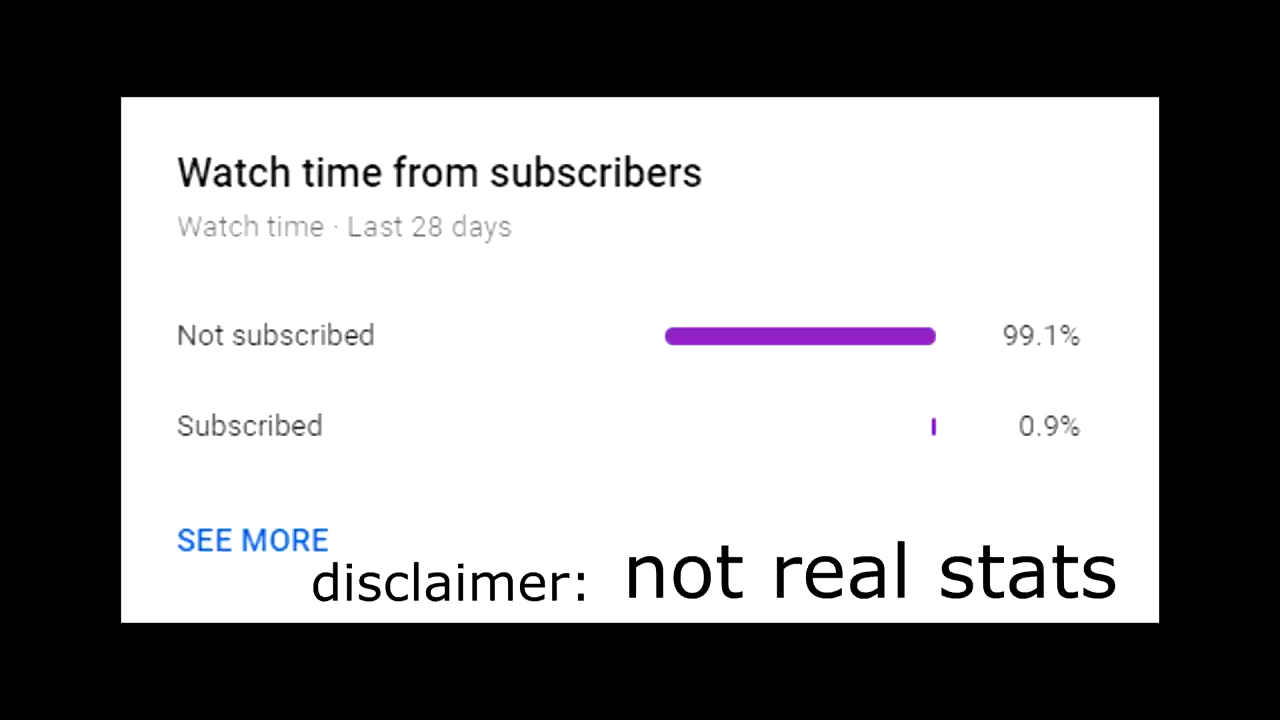 Watch time from subscribers
Watch time · Last 28 days
Not subscribed 99.1%
Subscribed 0.9%
SEE MORE
disclaimer: not real stats